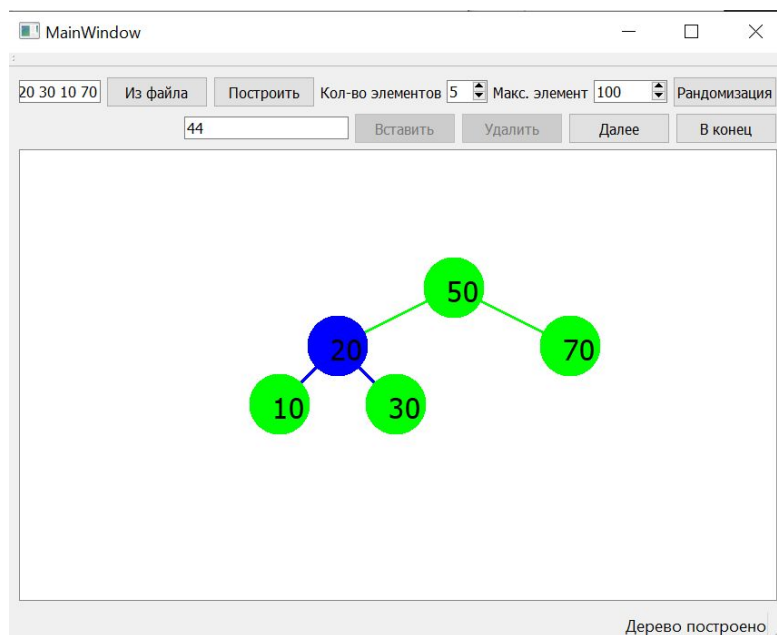 MainWindow
20 30 10 70 Из файла Построить Кол-во элементов 5 Макс. элемент 100 Рандомизация
44 Вставить Удалить Далее В конец
50
20 70
10 30
Дерево построено